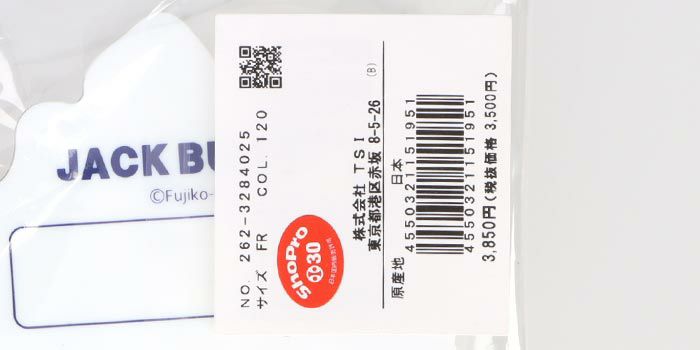 JACK BU
©Fujiko-
NO. 262-3284025
サイズ FR COL. 120
ShoPro
30
株式会社 TSI
東京都港区赤坂 8-5-26
(B)
原産地 日本
4550321151951
4550321151951
3,850円(税抜価格 3,500円)